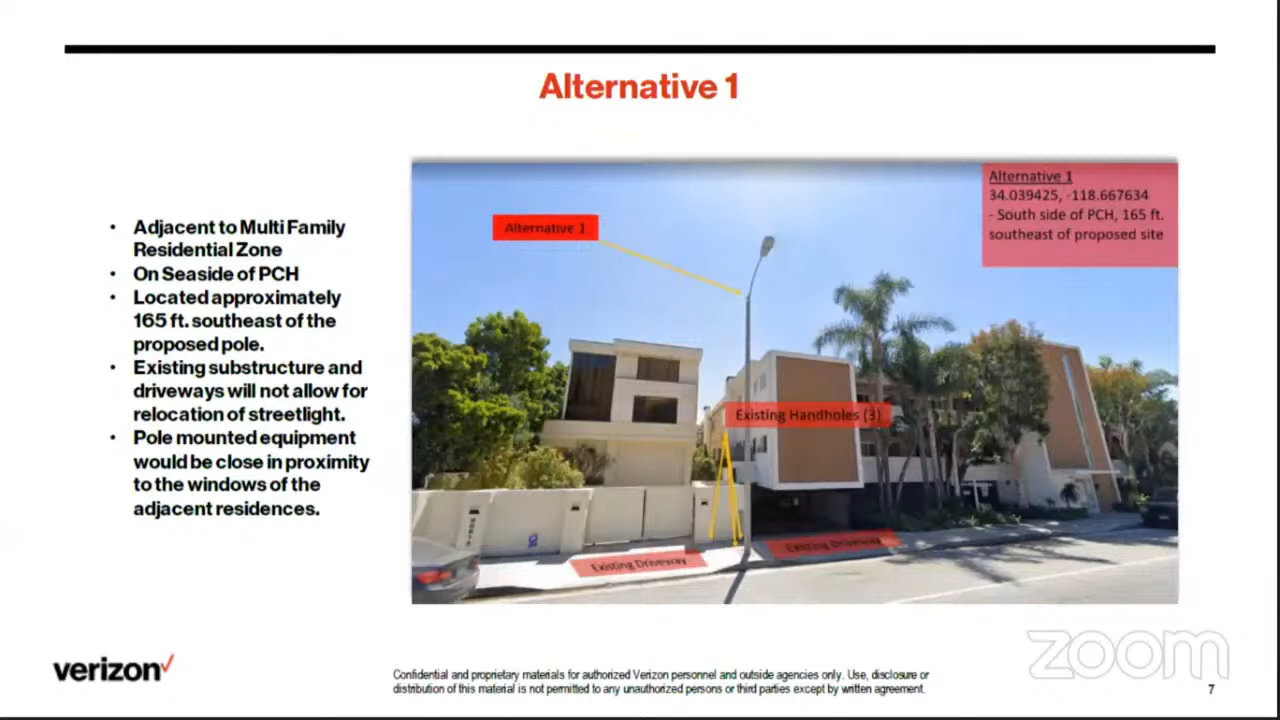 Alternative 1
Adjacent to Multi Family
Residential Zone
On Seaside of PCH
Located approximately
165 ft. southeast of the
proposed pole.
Existing substructure and
driveways will not allow for
relocation of streetlight.
Pole mounted equipment
would be close in proximity
to the windows of the
adjacent residences.
Alternative 1
34.039425, -118.667634
- South side of PCH, 165 ft.
southeast of proposed site
Alternative 1
Existing Handholes (3)
Existing Driveway
Existing Driveway
verizon
Confidential and proprietary materials for authorized Verizon personnel and outside agencies only. Use, disclosure or
distribution of this material is not permitted to any unauthorized persons or third parties except by written agreement.
zoom
7